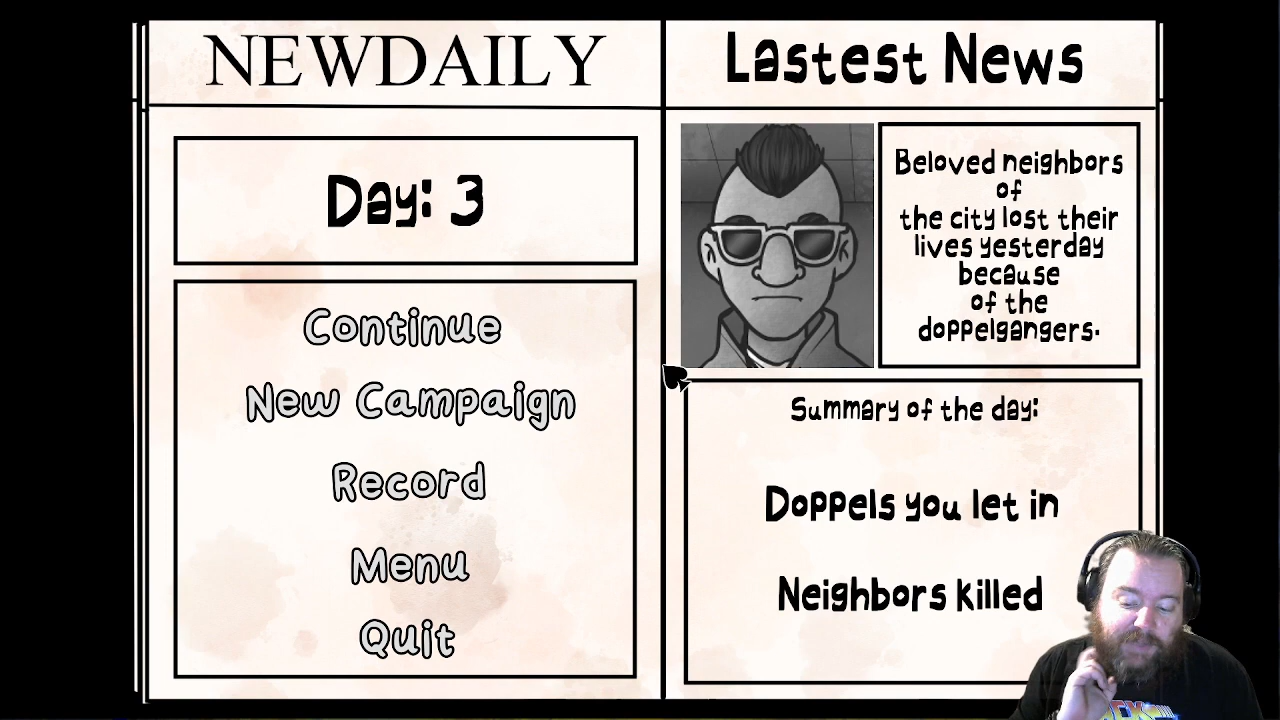 NEWDAILY
Day: 3
Continue
New Campaign
Record
Menu
Quit
Lastest News
Beloved neighbors
of
the city lost their
lives yesterday
because
of the
doppelgangers.
Summary of the day:
Doppels you let in
Neighbors killed